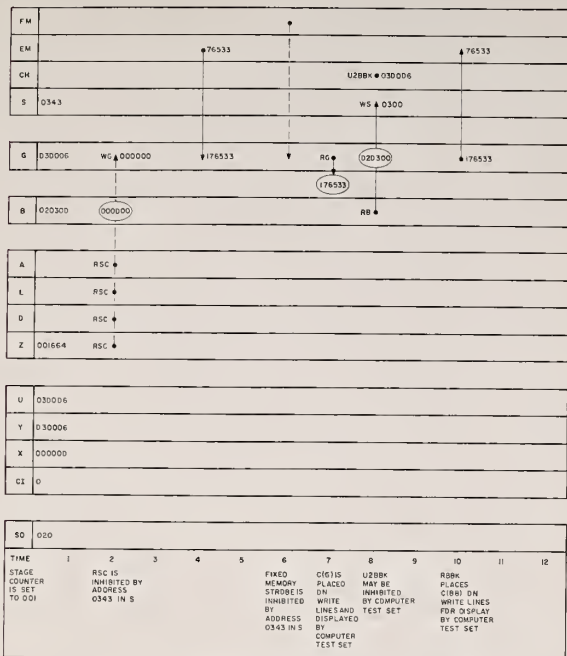 FM
EM 76533 76533
CH U2BBK 030006
S 0343 WS 0300
G 030006 WG 000000 176533 RG 020300 176533
176533
B 020300 000000 RB
A RSC
L RSC
D RSC
Z 001664 RSC
U 030006
Y 030006
X 000000
CI 0
SQ 020
TIME 1 2 3 4 5 6 7 8 9 10 11 12
STAGE RSC IS FIXED C(G) IS U2BBK RBBK
COUNTER INHIBITED BY MEMORY PLACED MAY BE PLACES
IS SET ADDRESS STROBE IS ON INHIBITED C(BB) ON
TO 001 0343 IN S INHIBITED WRITE BY COMPUTER WRITE LINES
BY LINES AND TEST SET FOR DISPLAY
ADDRESS DISPLAYED BY COMPUTER
0343 IN S BY TEST SET
COMPUTER
TEST SET